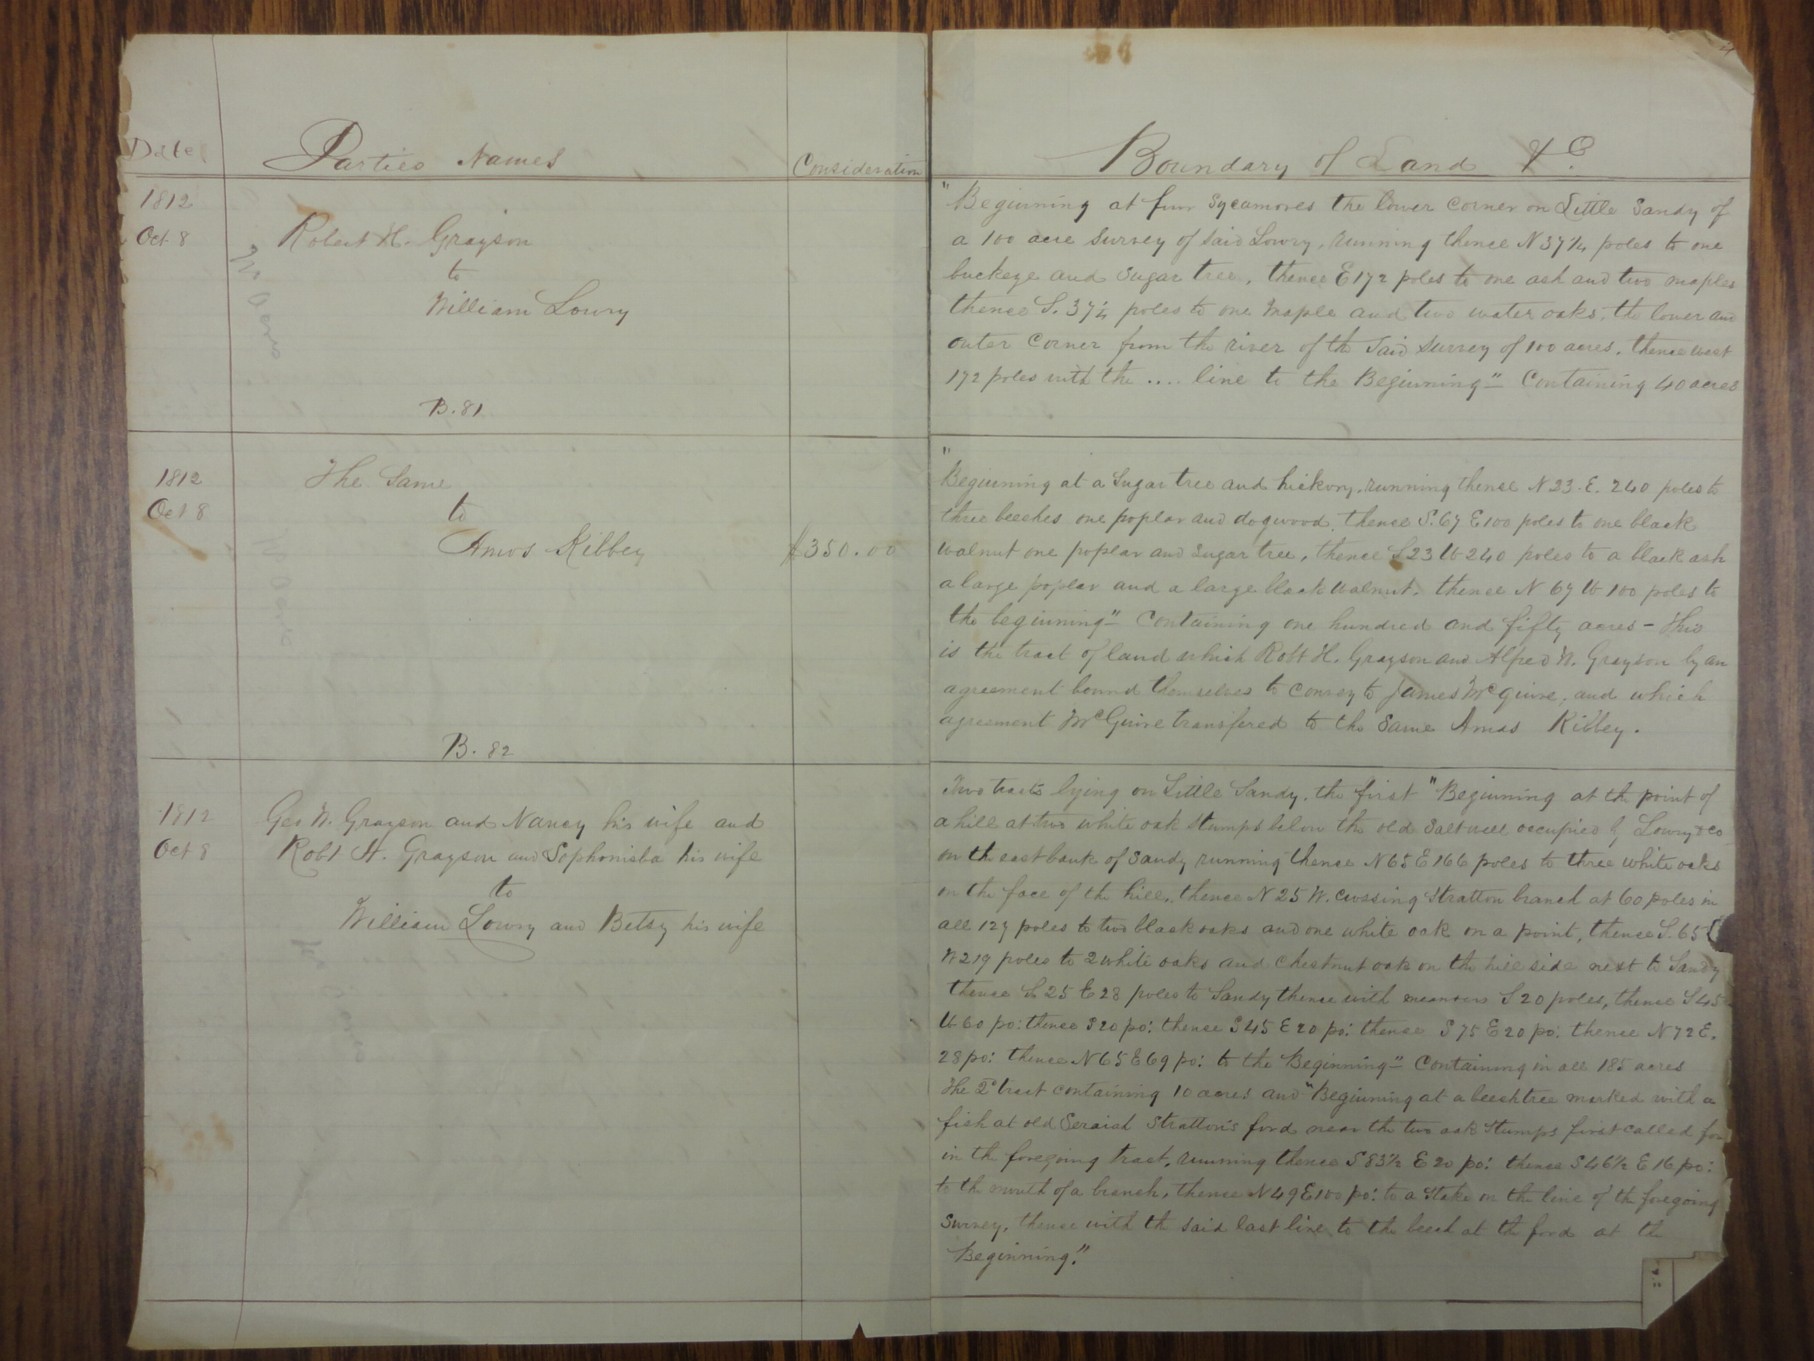 Date
Parties Names
Consideration
Boundary of Land &c.
1812
Oct. 8
Robert H. Grayson
to
William Lowry
B. 81
"Beginning at four Sycamores the lower corner on Little Sandy of
a 100 acre Survey of Said Lowry, running thence N 37¼ poles to one
buckeye and Sugar tree, thence E 172 poles to one ash and two maples
thence S. 37¼ poles to one Maple and two water oaks, the lower and
outer Corner from the river of the Said Survey of 100 acres, thence west
172 poles with the .... line to the Beginning" Containing 40 acres
1812
Oct 8
The Same
to
Amos Kibbey
$350.00
B. 82
"Beginning at a Sugar tree and hickory, running thense N 23. E. 240 poles to
three beeches one poplar and dogwood, thence S. 67 E 100 poles to one black
walnut one poplar and Sugar tree, thence S 23 W 240 poles to a black ash
a large poplar and a large black walnut, thence N 67 W 100 poles to
the beginning" Containing one hundred and fifty acres - This
is the tract of land which Robt H. Grayson and Alfred W. Grayson by an
agreement bound themselves to convey to James McGuire, and which
agreement McGuire transfered to the Same Amos Kibbey.
1812
Oct 8
Geo W. Grayson and Nancy his wife and
Robt H. Grayson and Sophonisba his wife
to
William Lowry and Betsy his wife
Two tracts lying on Little Sandy. the first "Beginning at the point of
a hill at two white oak Stumps below the old Salt well occupied by Lowry & Co
on the east bank of Sandy running thence N 65 E 166 poles to three white oaks
on the face of the hill, thence N 25 W. crossing Stratton branch at 60 poles in
all 127 poles to two black oaks and one white oak on a point, thence S. 65
W 219 poles to 2 white oaks and Chestnut oak on the hill side next to Sandy
thence S. 25 E 28 poles to Sandy thence with meanders S 20 poles, thence S 45
W 60 po: thence S 20 po: thence S 45 E 20 po: thense S 75 E 20 po: thence N 72 E.
28 po: thence N 65 E 69 po: to the Beginning" Containing in all 185 acres
The 2d tract containing 10 acres and "Beginning at a beech tree marked with a
fish at old Seraiah Stratton's ford near the two oak Stumps first called for
in the foregoing tract, running thence S 83½ E 20 po: thence S 46½ E 16 po:
to the mouth of a branch, thence N 49 E 100 po: to a Stake on the line of the foregoing
Survey, thence with the said last line to the beech at the ford at the
Beginning."